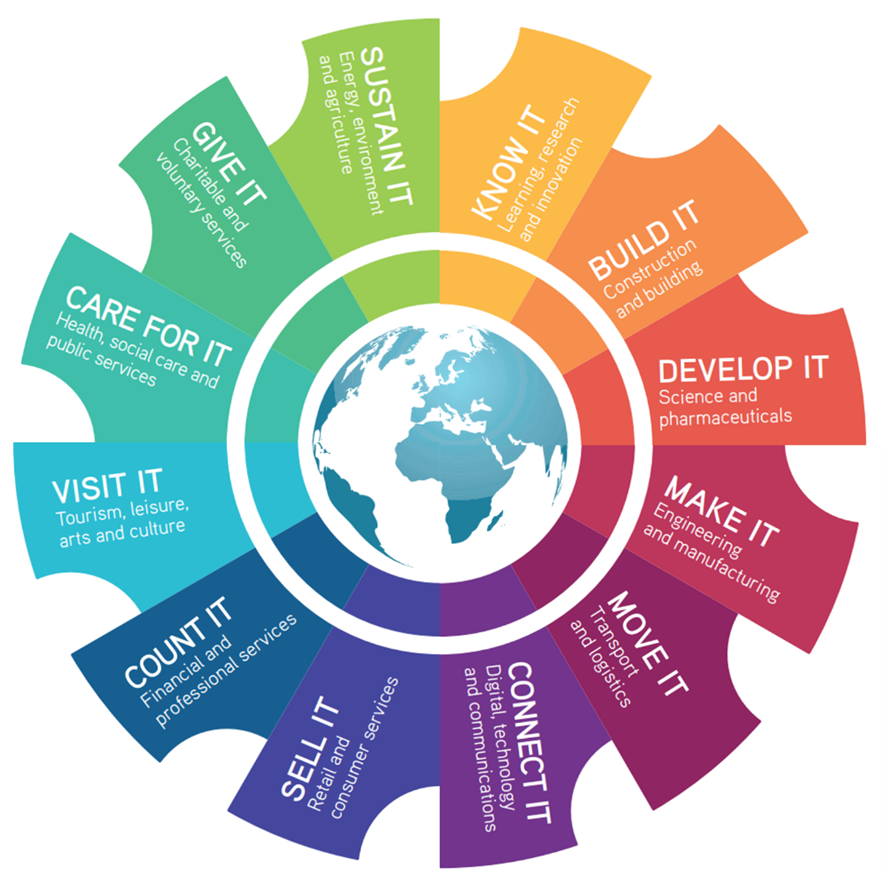 KNOW IT
Learning, research
and innovation
BUILD IT
Construction
and building
DEVELOP IT
Science and
pharmaceuticals
MAKE IT
Engineering
and manufacturing
MOVE IT
Transport
and logistics
CONNECT IT
Digital, technology
and communications
SELL IT
Retail and
consumer services
COUNT IT
Financial and
professional services
VISIT IT
Tourism, leisure,
arts and culture
CARE FOR IT
Health, social care and
public services
GIVE IT
Charitable and
voluntary services
SUSTAIN IT
Energy, environment
and agriculture